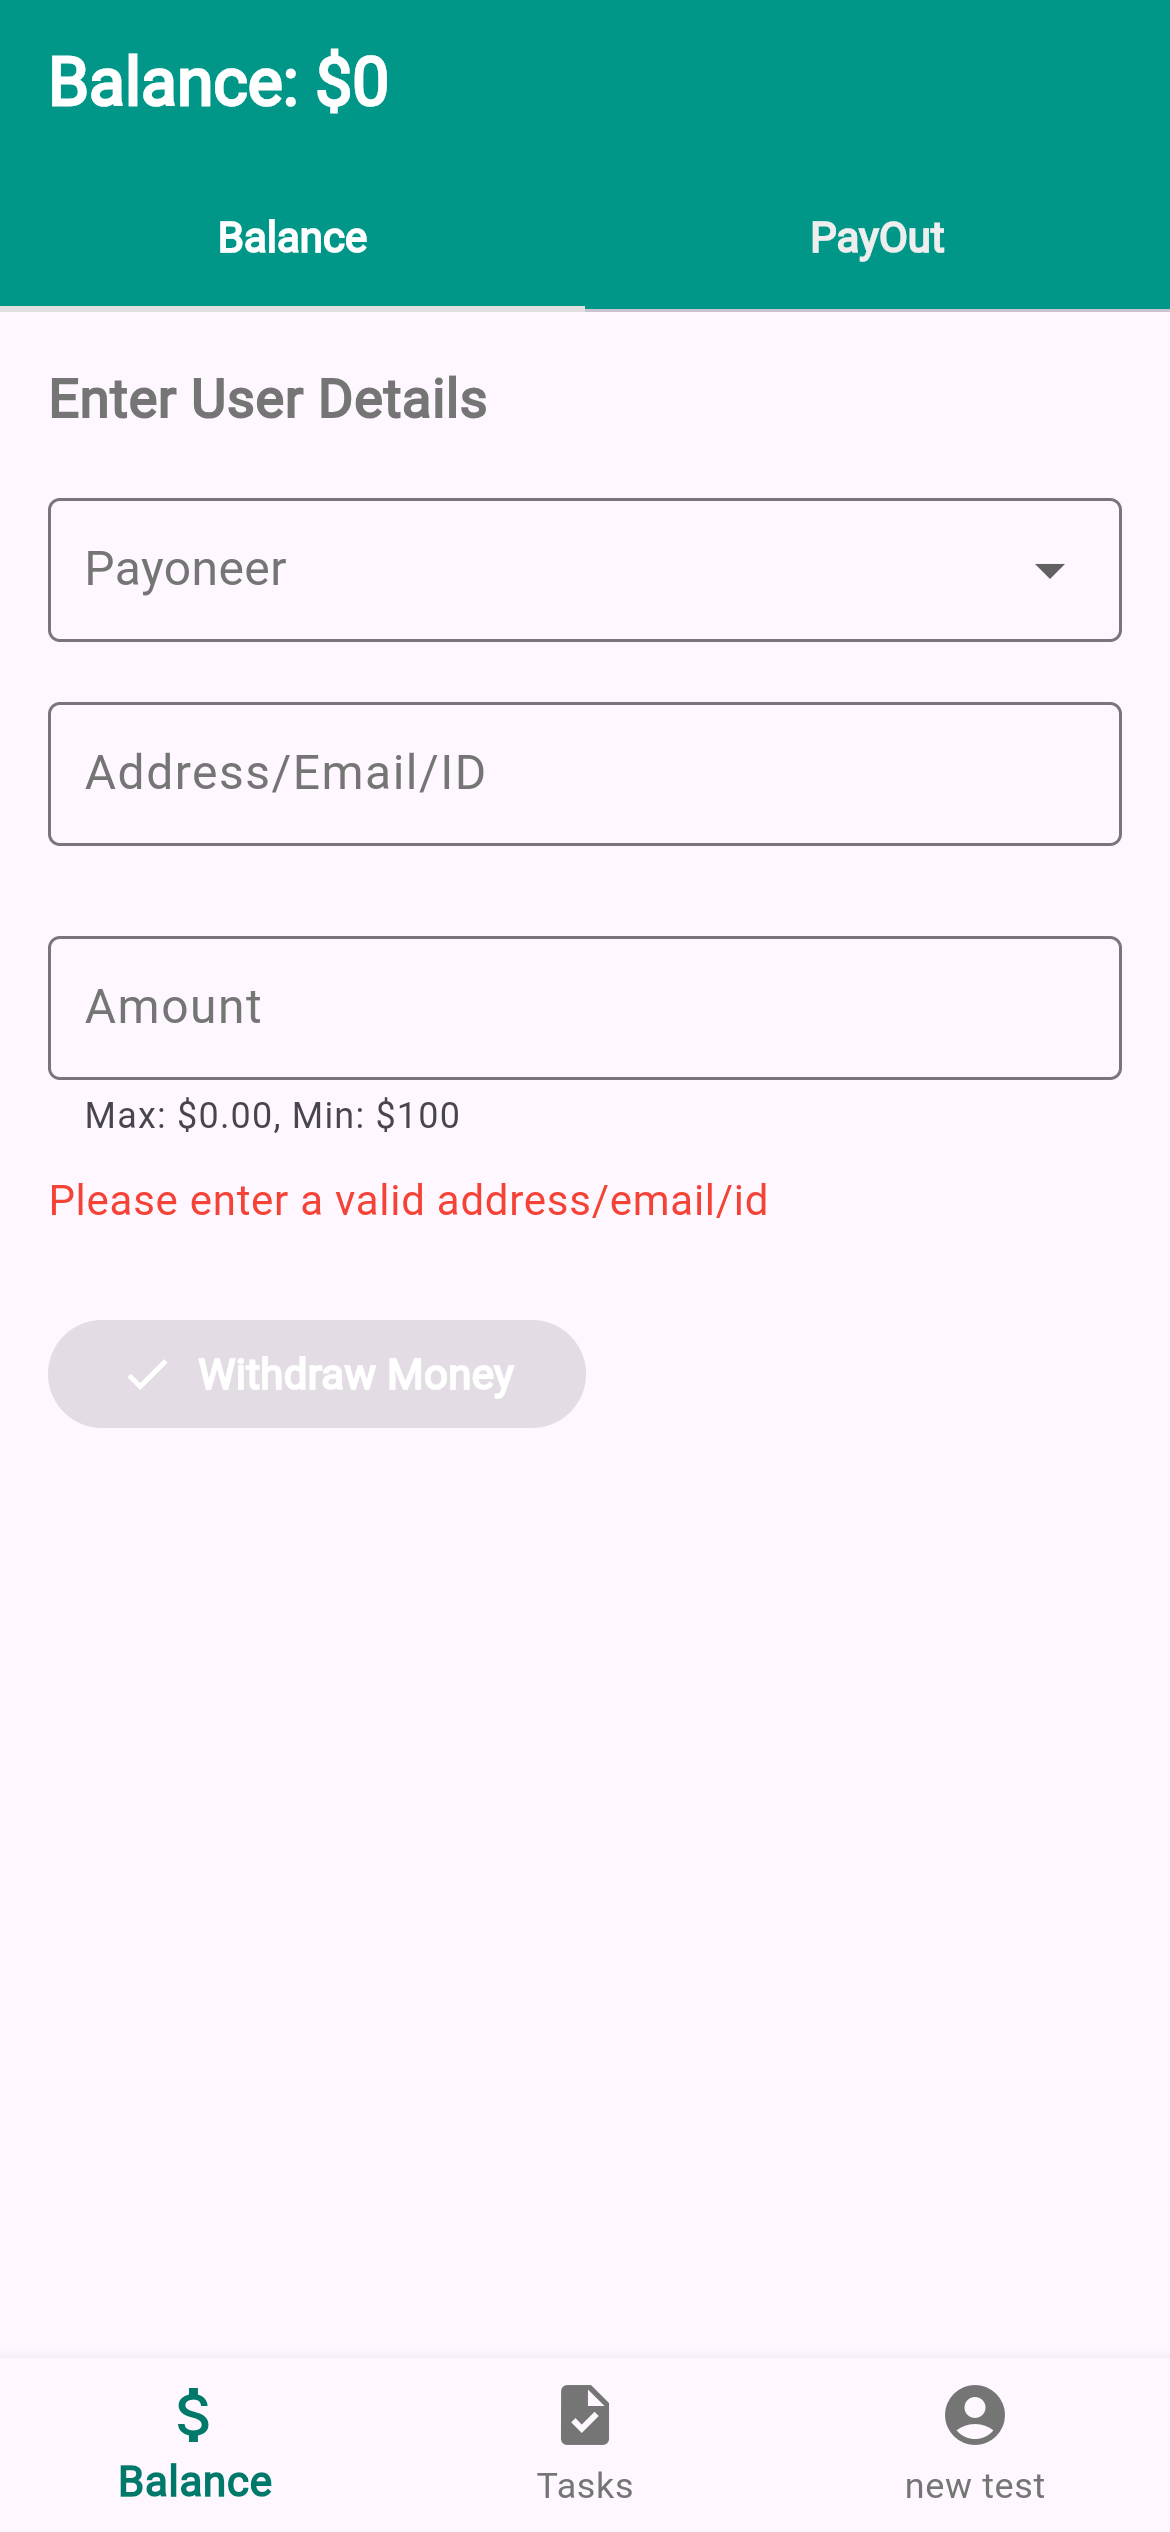 Balance: $0
Balance
PayOut
Enter User Details
Payoneer
Address/Email/ID
Amount
Max: $0.00, Min: $100
Please enter a valid address/email/id
Withdraw Money
Balance
Tasks
new test